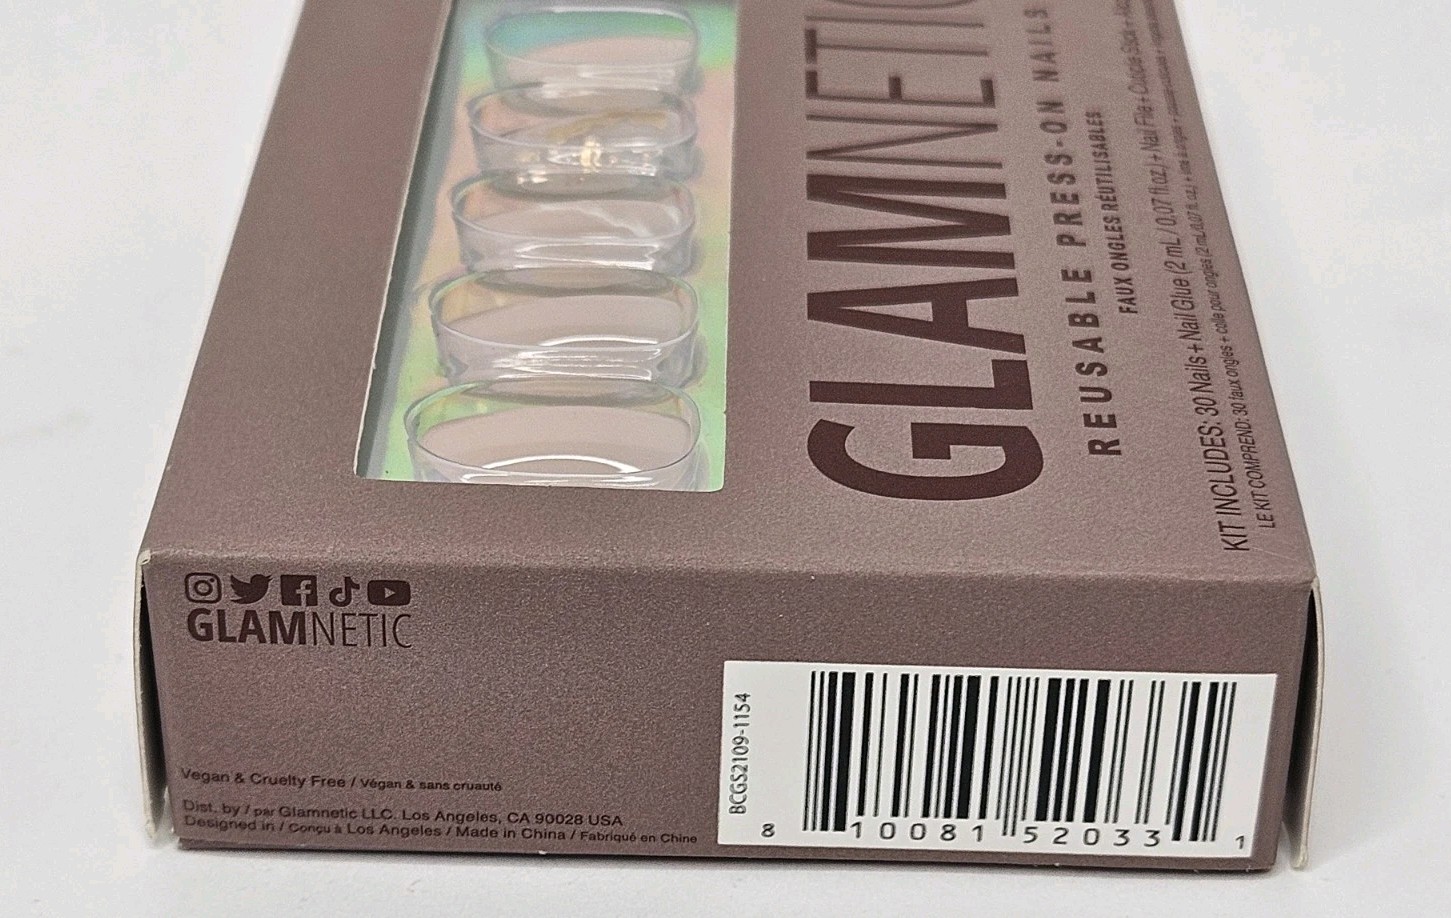 GLAMNETIC
REUSABLE PRESS-ON NAILS
FAUX ONGLES RÉUTILISABLES
KIT INCLUDES: 30 Nails + Nail Glue (2 mL / 0.07 fl oz.) + Nail File + Cuticle Stick +
LE KIT COMPREND: 30 faux ongles + colle pour ongles (2 mL/0.07 fl. oz.) + lime à ongles +
GLAMNETIC
Vegan & Cruelty Free / Végan & sans cruauté
Dist. by / par Glamnetic LLC. Los Angeles, CA 90028 USA
Designed in / Conçu à Los Angeles / Made in China / Fabriqué en Chine
BCGS2109-1154
8 10081 52033 1